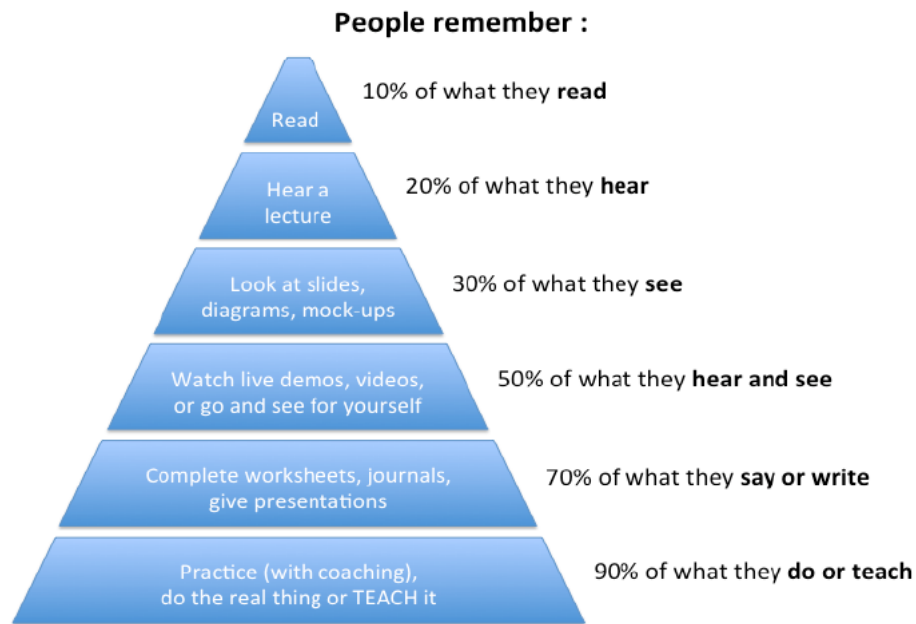 People remember :
Read
10% of what they read
Hear a
lecture
20% of what they hear
Look at slides,
diagrams, mock-ups
30% of what they see
Watch live demos, videos,
or go and see for yourself
50% of what they hear and see
Complete worksheets, journals,
give presentations
70% of what they say or write
Practice (with coaching),
do the real thing or TEACH it
90% of what they do or teach